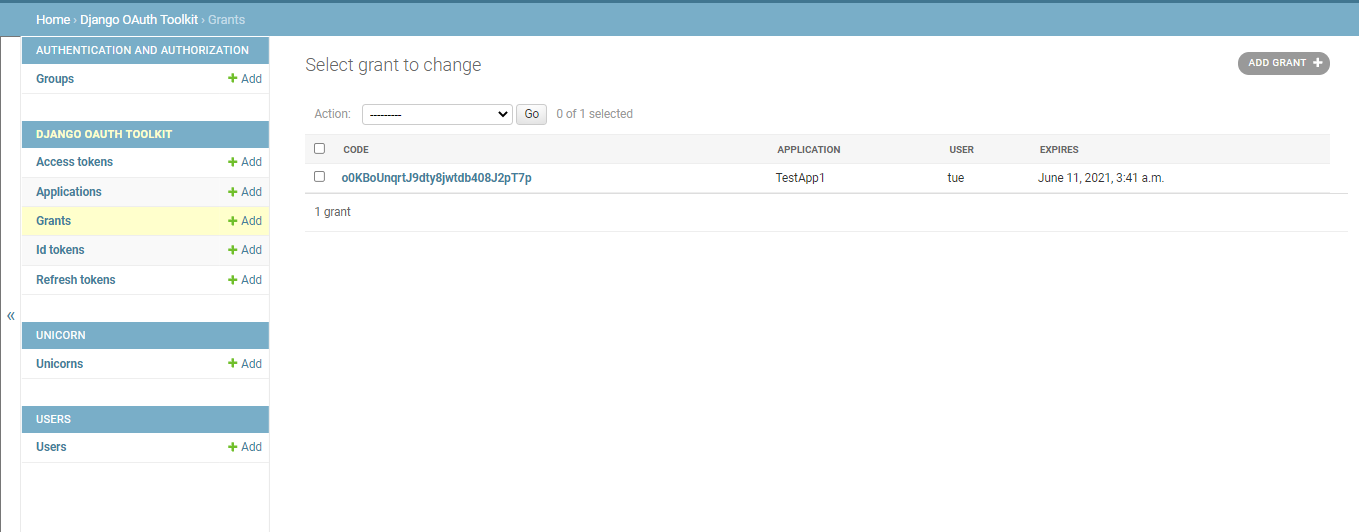 Home › Django OAuth Toolkit › Grants
AUTHENTICATION AND AUTHORIZATION
Groups + Add
DJANGO OAUTH TOOLKIT
Access tokens + Add
Applications + Add
Grants + Add
Id tokens + Add
Refresh tokens + Add
«
UNICORN
Unicorns + Add
USERS
Users + Add
Select grant to change
ADD GRANT +
Action: --------- Go 0 of 1 selected
CODE APPLICATION USER EXPIRES
o0KBoUnqrtJ9dty8jwtdb408J2pT7p TestApp1 tue June 11, 2021, 3:41 a.m.
1 grant